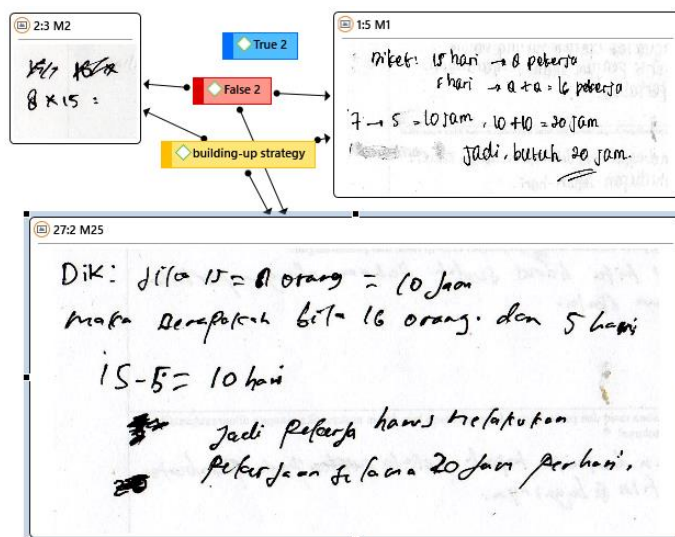 2:3 M2
8 × 15 =
True 2
False 2
building-up strategy
1:5 M1
Diket: 15 hari → 8 pekerja
5 hari → 8 + 8 = 16 pekerja
7 → 5 = 10 jam, 10 + 10 = 20 jam
Jadi, butuh 20 jam.
27:2 M25
Dik: Jila 15 = 8 orang = 10 Jam
maka Berapakah bila 16 orang. dan 5 hari
15-5= 10 hari
Jadi pekerja harus melakukan
Pekerjaan selama 20 Jam perhari.